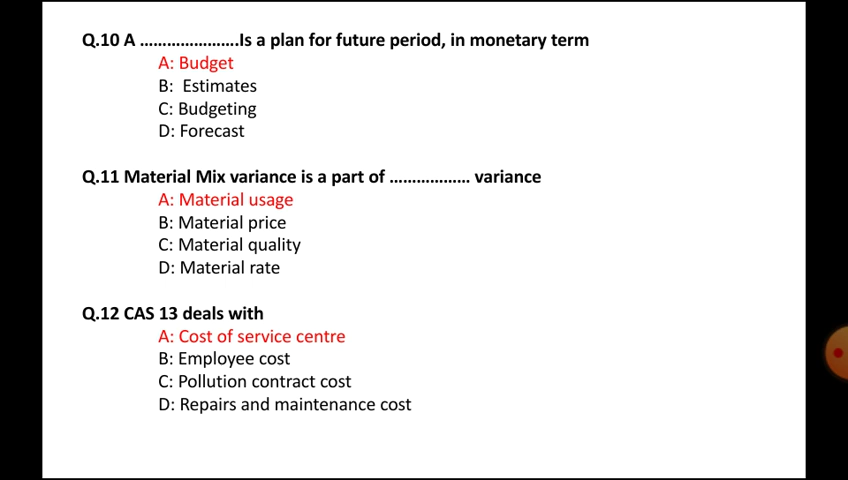 Q.10 A .......................Is a plan for future period, in monetary term
A: Budget
B: Estimates
C: Budgeting
D: Forecast
Q.11 Material Mix variance is a part of .................. variance
A: Material usage
B: Material price
C: Material quality
D: Material rate
Q.12 CAS 13 deals with
A: Cost of service centre
B: Employee cost
C: Pollution contract cost
D: Repairs and maintenance cost